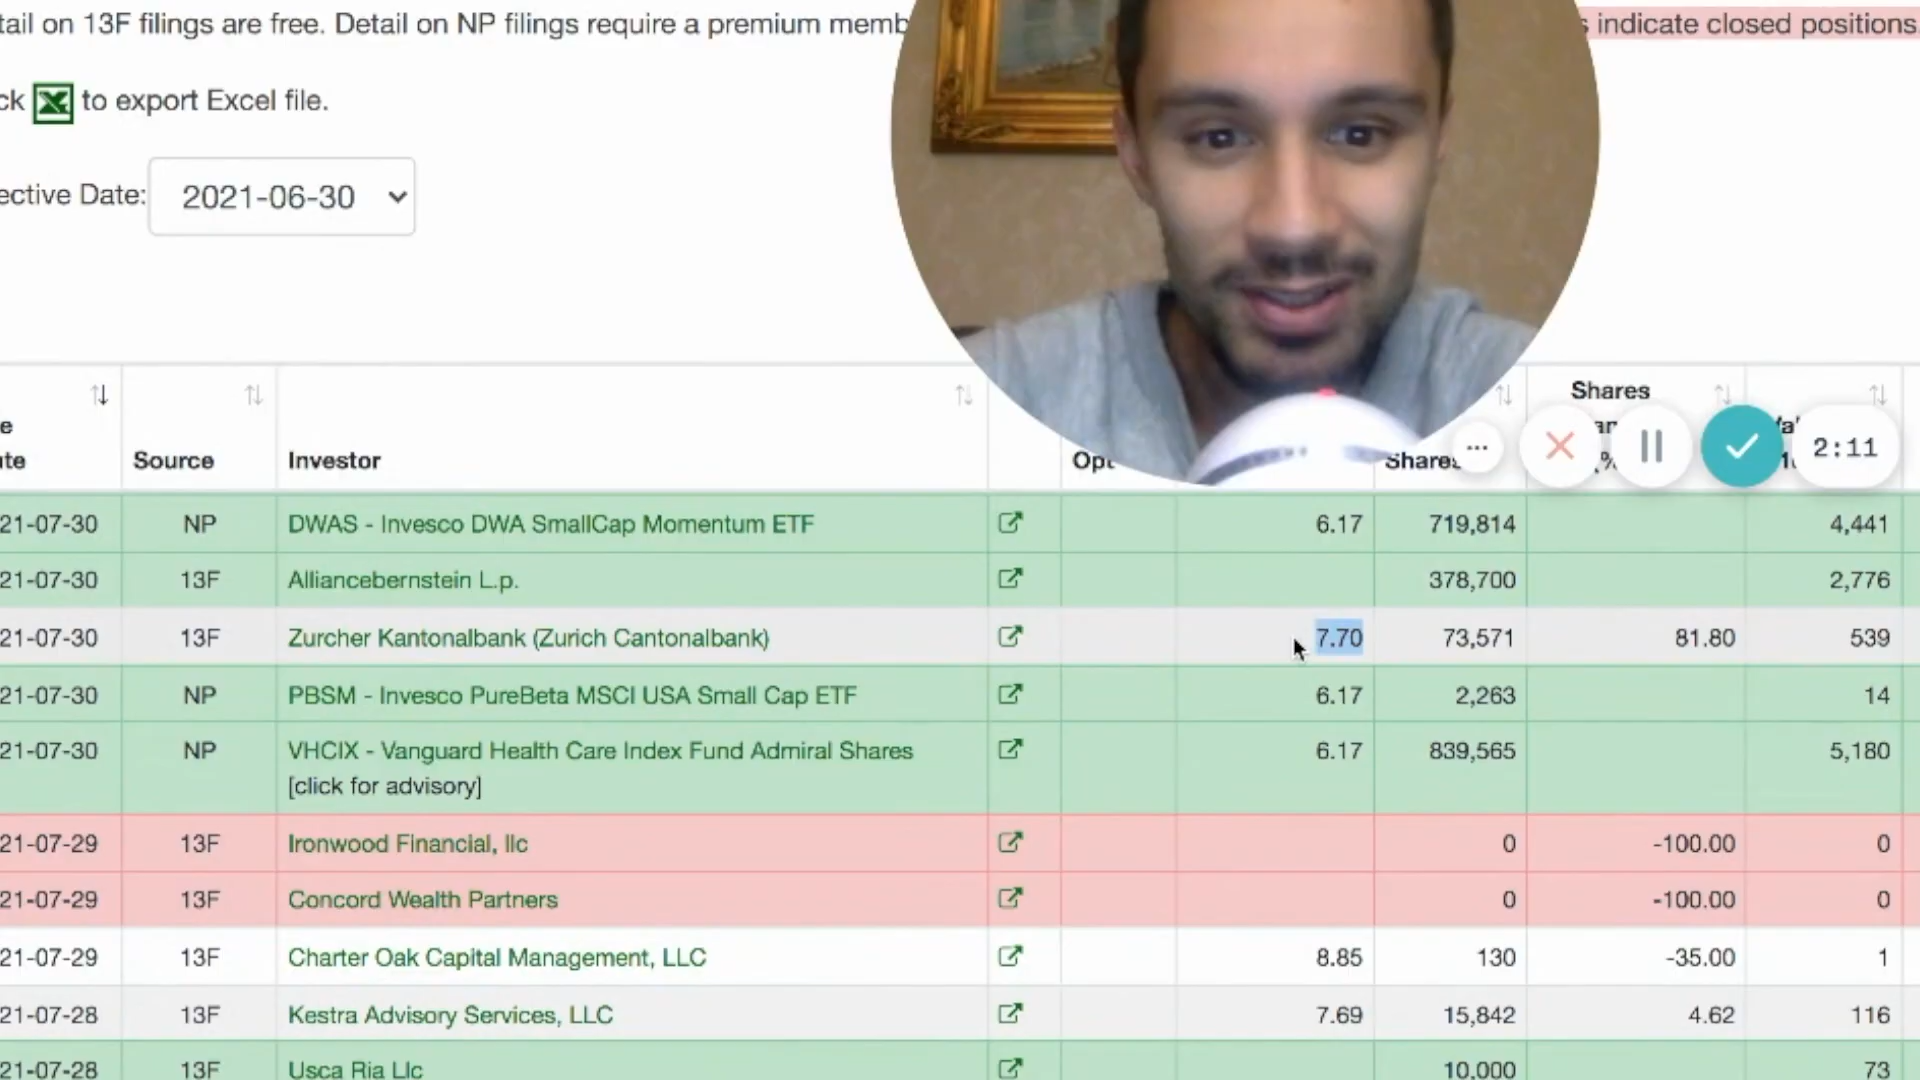 tail on 13F filings are free. Detail on NP filings require a premium memb
indicate closed positions.
ck to export Excel file.
ective Date: 2021-06-30
Shares
e
te Source Investor Opt Shares (%
2:11
21-07-30 NP DWAS - Invesco DWA SmallCap Momentum ETF 6.17 719,814 4,441
21-07-30 13F Alliancebernstein L.p. 378,700 2,776
21-07-30 13F Zurcher Kantonalbank (Zurich Cantonalbank) 7.70 73,571 81.80 539
21-07-30 NP PBSM - Invesco PureBeta MSCI USA Small Cap ETF 6.17 2,263 14
21-07-30 NP VHCIX - Vanguard Health Care Index Fund Admiral Shares 6.17 839,565 5,180
[click for advisory]
21-07-29 13F Ironwood FInancial, llc 0 -100.00 0
21-07-29 13F Concord Wealth Partners 0 -100.00 0
21-07-29 13F Charter Oak Capital Management, LLC 8.85 130 -35.00 1
21-07-28 13F Kestra Advisory Services, LLC 7.69 15,842 4.62 116
21-07-28 13F Usca Ria Llc 10,000 73